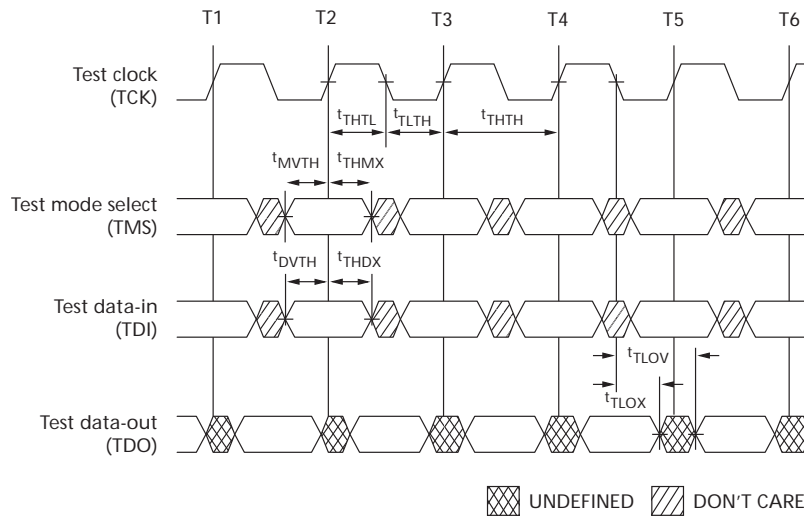 T1 T2 T3 T4 T5 T6
Test clock
(TCK)
tTHTL tTLTH tTHTH
tMVTH tTHMX
Test mode select
(TMS)
tDVTH tTHDX
Test data-in
(TDI)
tTLOV
tTLOX
Test data-out
(TDO)
UNDEFINED DON'T CARE